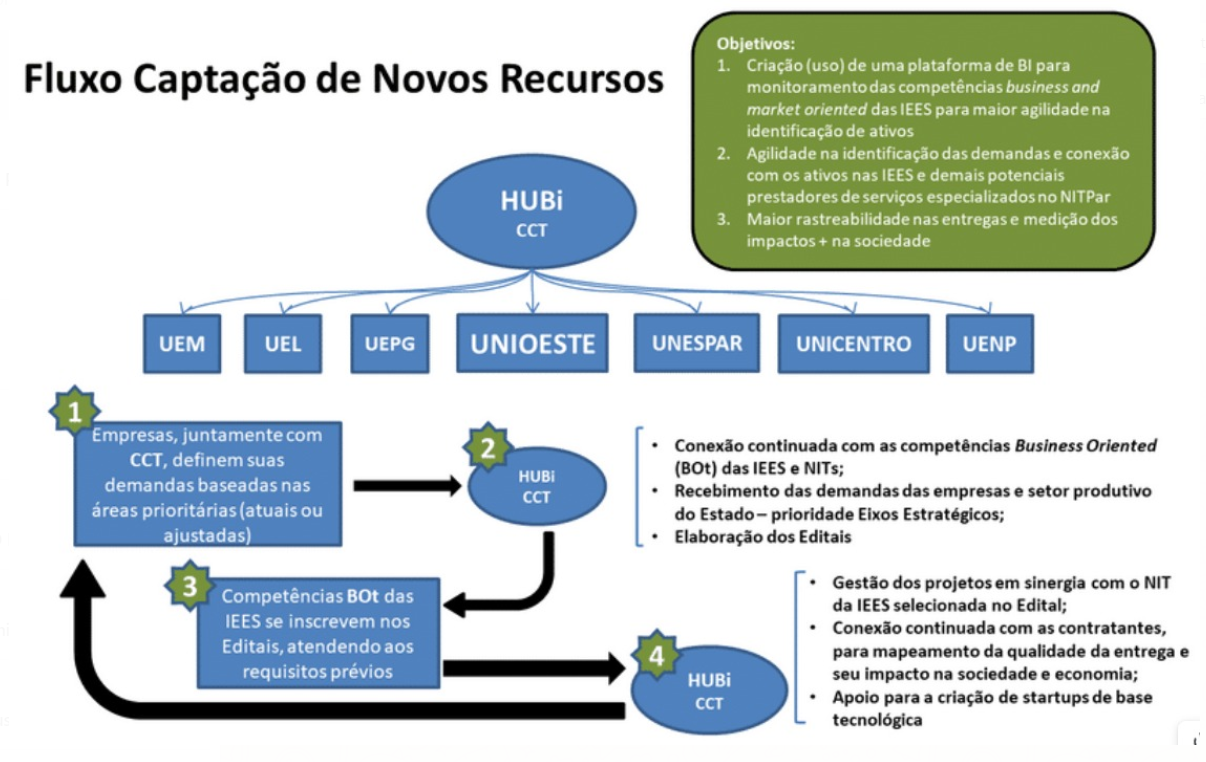 Fluxo Captação de Novos Recursos
Objetivos:
1. Criação (uso) de uma plataforma de BI para
monitoramento das competências business and
market oriented das IEES para maior agilidade na
identificação de ativos
2. Agilidade na identificação das demandas e conexão
com os ativos nas IEES e demais potenciais
prestadores de serviços especializados no NITPar
3. Maior rastreabilidade nas entregas e medição dos
impactos + na sociedade
HUBi
CCT
UEM
UEL
UEPG
UNIOESTE
UNESPAR
UNICENTRO
UENP
1
Empresas, juntamente com
CCT, definem suas
demandas baseadas nas
áreas prioritárias (atuais ou
ajustadas)
2
HUBi
CCT
• Conexão continuada com as competências Business Oriented
(BOt) das IEES e NITs;
• Recebimento das demandas das empresas e setor produtivo
do Estado – prioridade Eixos Estratégicos;
• Elaboração dos Editais
3
Competências BOt das
IEES se inscrevem nos
Editais, atendendo aos
requisitos prévios
4
HUBi
CCT
• Gestão dos projetos em sinergia com o NIT
da IEES selecionada no Edital;
• Conexão continuada com as contratantes,
para mapeamento da qualidade da entrega e
seu impacto na sociedade e economia;
• Apoio para a criação de startups de base
tecnológica